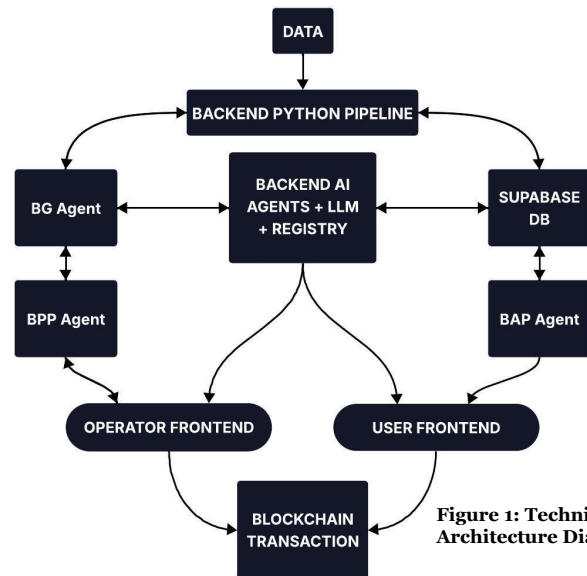 DATA
BACKEND PYTHON PIPELINE
BG Agent
BACKEND AI
AGENTS + LLM
+ REGISTRY
SUPABASE
DB
BPP Agent
BAP Agent
OPERATOR FRONTEND
USER FRONTEND
BLOCKCHAIN
TRANSACTION
Figure 1: Techni
Architecture Dia